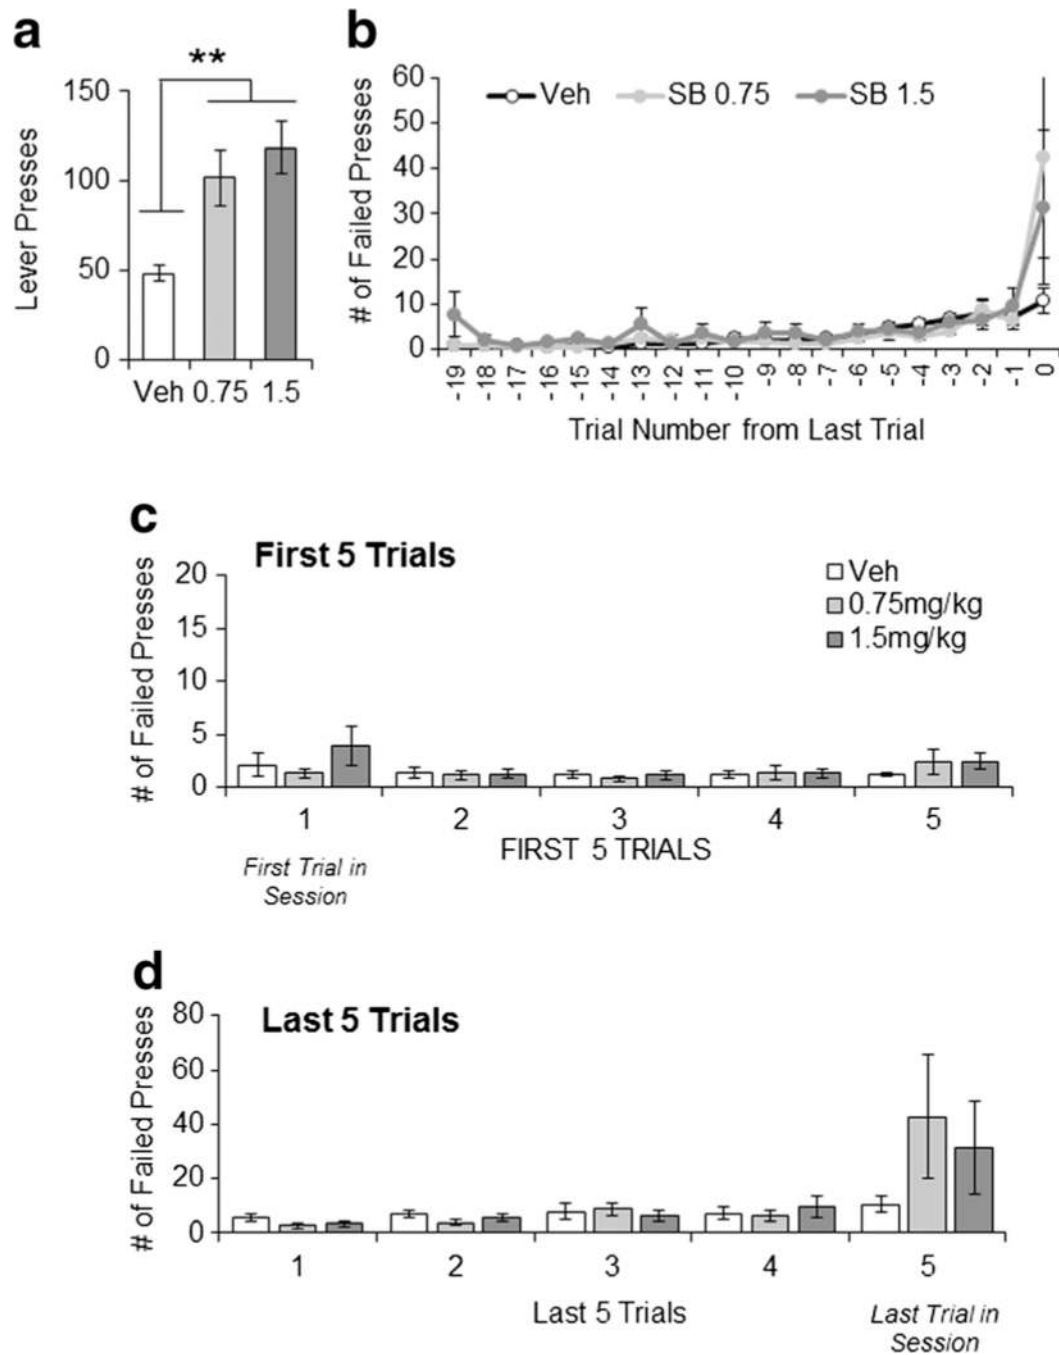 a
**
150
100
50
0
Lever Presses
Veh 0.75 1.5
b
60
50
40
30
20
10
0
# of Failed Presses
Veh SB 0.75 SB 1.5
-19 -18 -17 -16 -15 -14 -13 -12 -11 -10 -9 -8 -7 -6 -5 -4 -3 -2 -1 0
Trial Number from Last Trial
c
First 5 Trials
# of Failed Presses
20
15
10
5
0
Veh
0.75mg/kg
1.5mg/kg
1 2 3 4 5
FIRST 5 TRIALS
First Trial in
Session
d
Last 5 Trials
# of Failed Presses
80
60
40
20
0
1 2 3 4 5
Last 5 Trials
Last Trial in
Session